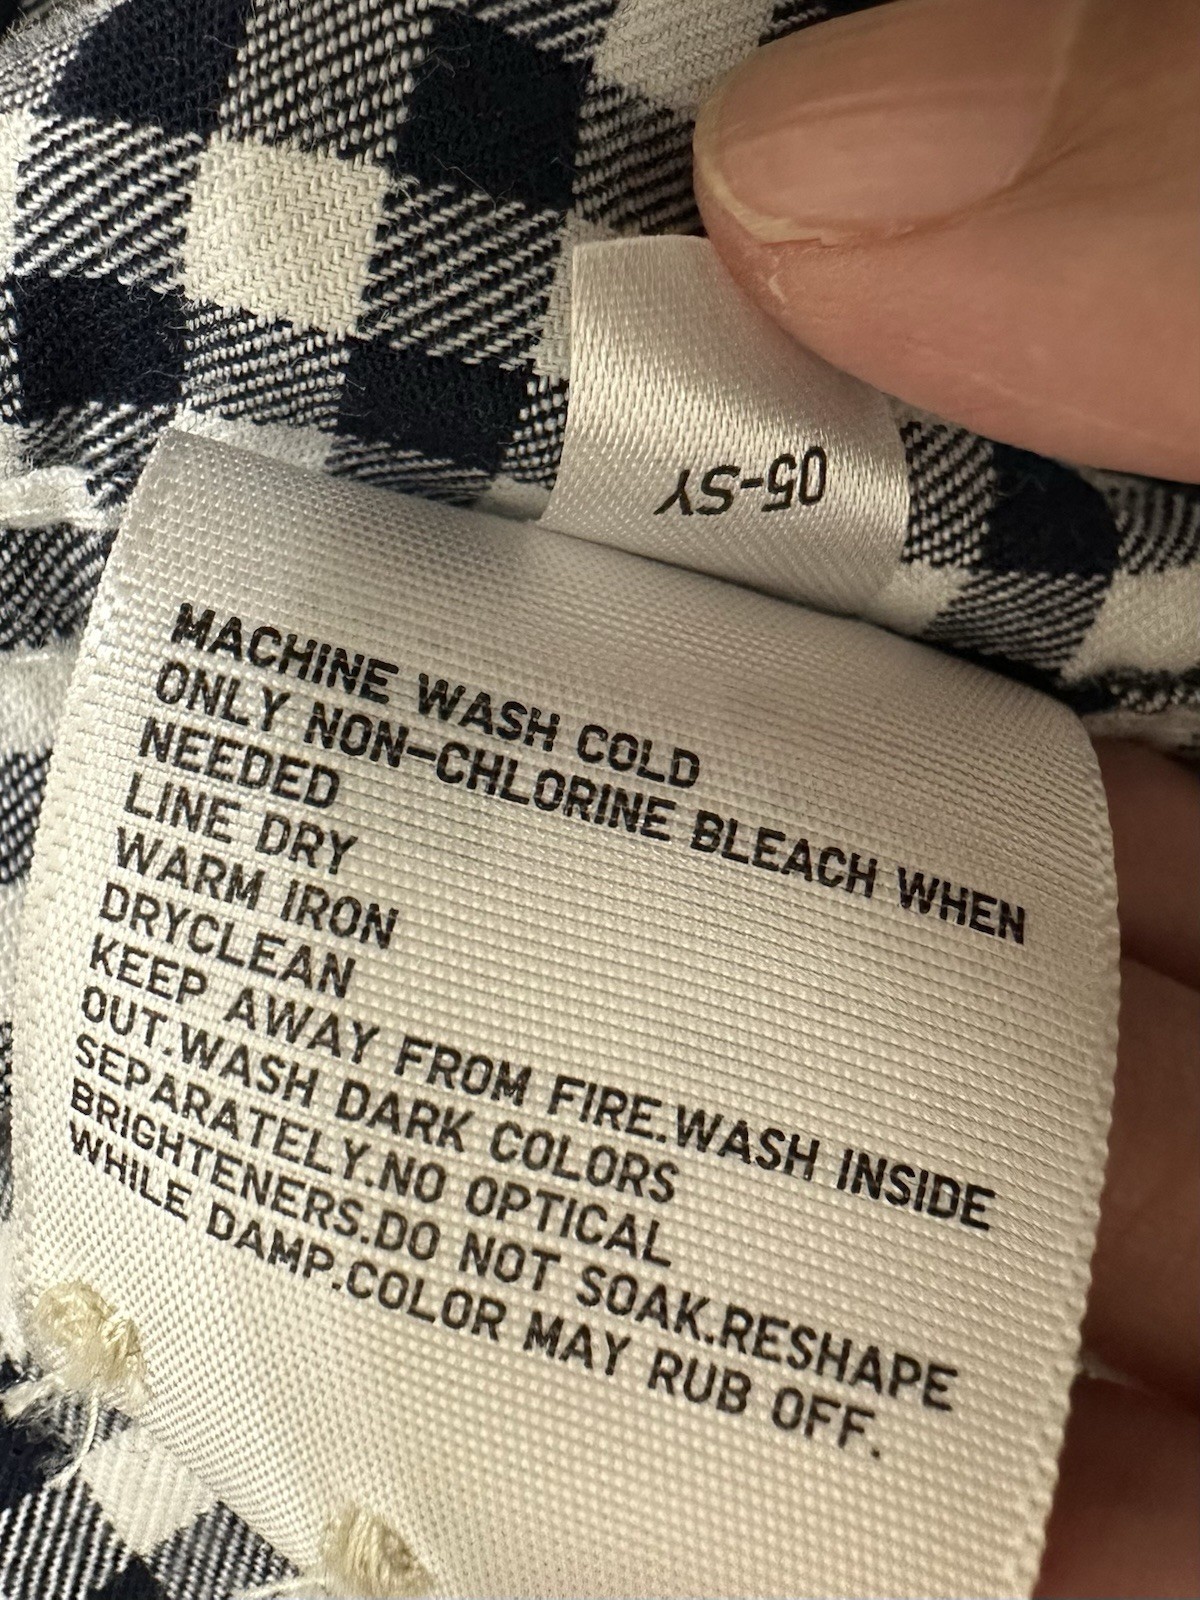 05-SY
MACHINE WASH COLD
ONLY NON-CHLORINE BLEACH WHEN
NEEDED
LINE DRY
WARM IRON
DRYCLEAN
KEEP AWAY FROM FIRE.WASH INSIDE
OUT.WASH DARK COLORS
SEPARATELY.NO OPTICAL
BRIGHTENERS.DO NOT SOAK.RESHAPE
WHILE DAMP.COLOR MAY RUB OFF.